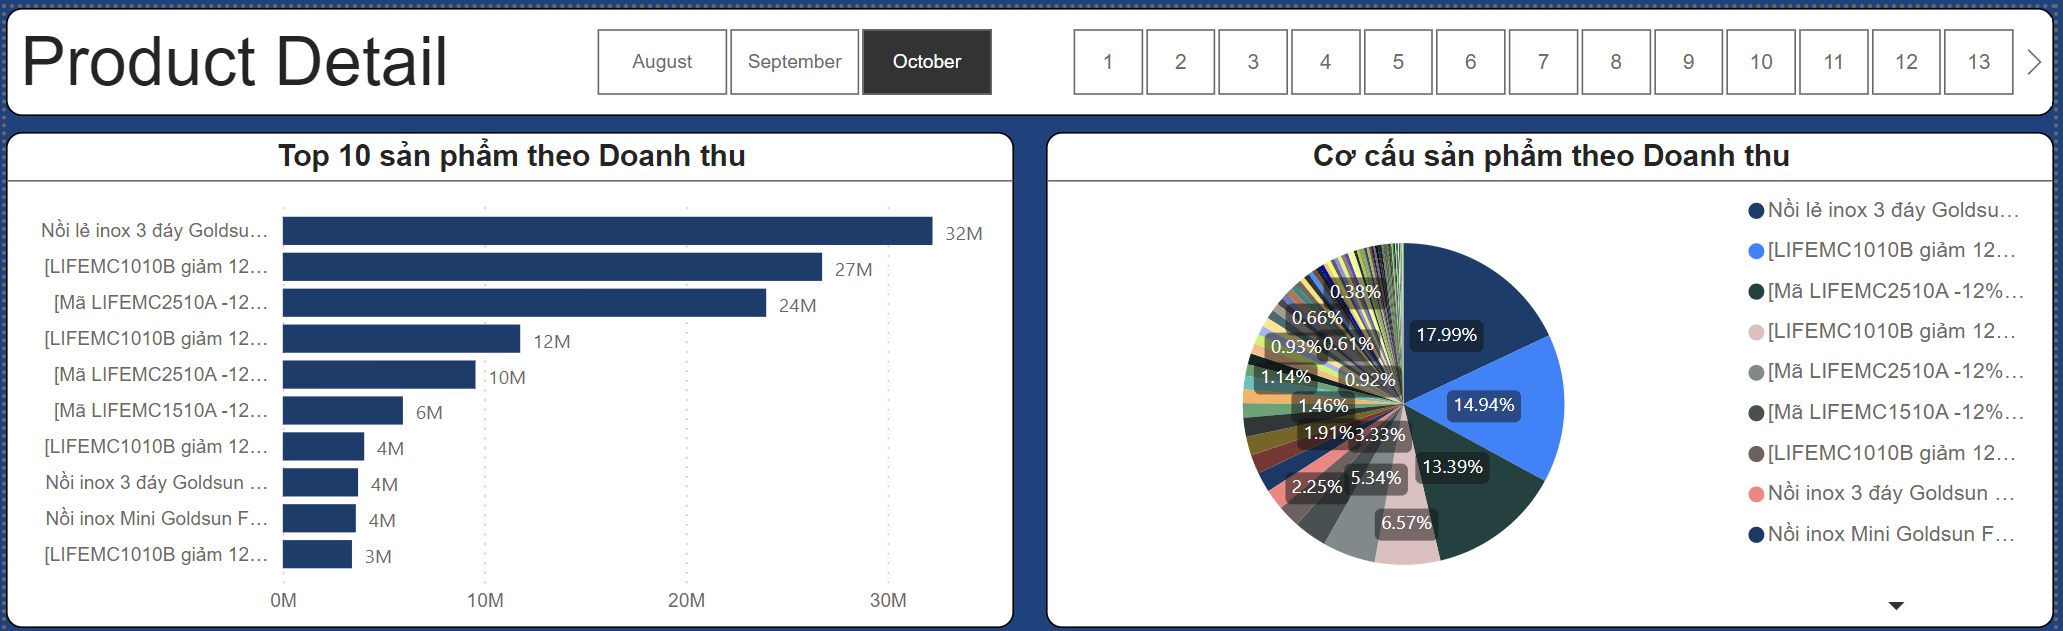 Product Detail
August
September
October
1
2
3
4
5
6
7
8
9
10
11
12
13
Top 10 sản phẩm theo Doanh thu
Nồi lẻ inox 3 đáy Goldsu…
32M
[LIFEMC1010B giảm 12…
27M
[Mã LIFEMC2510A -12…
24M
[LIFEMC1010B giảm 12…
12M
[Mã LIFEMC2510A -12…
10M
[Mã LIFEMC1510A -12…
6M
[LIFEMC1010B giảm 12…
4M
Nồi inox 3 đáy Goldsun …
4M
Nồi inox Mini Goldsun F…
4M
[LIFEMC1010B giảm 12…
3M
0M
10M
20M
30M
Cơ cấu sản phẩm theo Doanh thu
17.99%
14.94%
13.39%
6.57%
5.34%
3.33%
2.25%
1.91%
1.46%
1.14%
0.92%
0.93%
0.61%
0.66%
0.38%
Nồi lẻ inox 3 đáy Goldsu…
[LIFEMC1010B giảm 12…
[Mã LIFEMC2510A -12%…
[LIFEMC1010B giảm 12…
[Mã LIFEMC2510A -12%…
[Mã LIFEMC1510A -12%…
[LIFEMC1010B giảm 12…
Nồi inox 3 đáy Goldsun …
Nồi inox Mini Goldsun F…